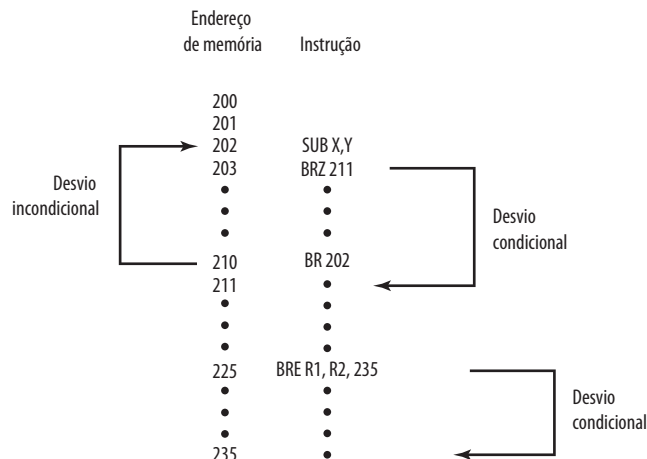 Endereço
de memória Instrução
200
201
202 SUB X,Y
203 BRZ 211
Desvio
incondicional
Desvio
condicional
210 BR 202
211
225 BRE R1, R2, 235
Desvio
condicional
235